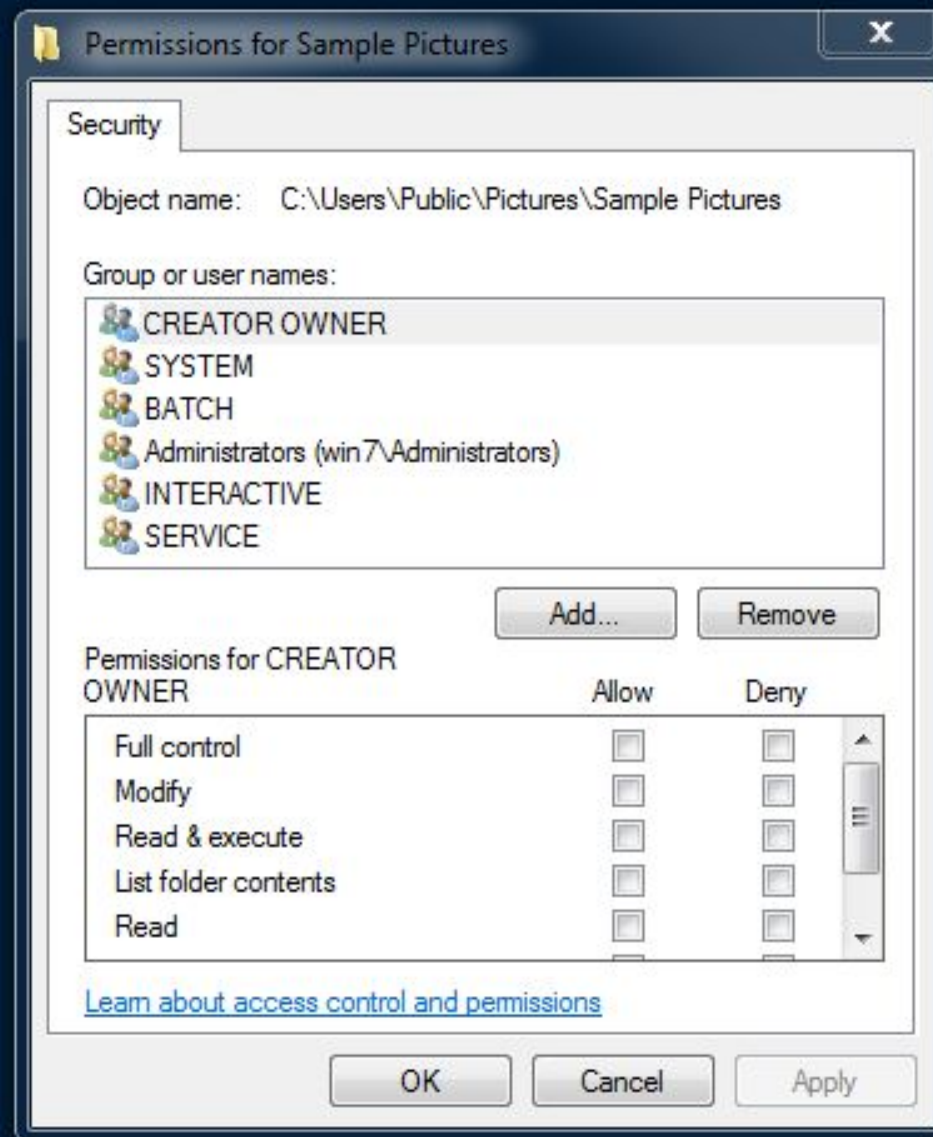 Permissions for Sample Pictures
x
Security
Object name: C:\Users\Public\Pictures\Sample Pictures
Group or user names:
CREATOR OWNER
SYSTEM
BATCH
Administrators (win7\Administrators)
INTERACTIVE
SERVICE
Add... Remove
Permissions for CREATOR
OWNER Allow Deny
Full control
Modify
Read & execute
List folder contents
Read
Learn about access control and permissions
OK Cancel Apply